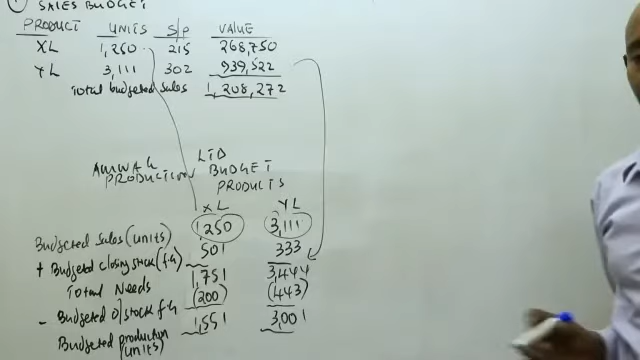 SALES BUDGET
PRODUCT UNITS S/P VALUE
XL 1,250 215 268,750
YL 3,111 302 939,522
Total budgeted sales 1,208,272
LTD
PRODUCTION BUDGET
PRODUCTS
XL YL
Budgeted sales (units) 1250 3,111
+ Budgeted closing stock (f.g) 501 333
Total Needs 1,751 3,444
- Budgeted o/stock f.g (200) (443)
Budgeted production (units) 1,551 3,001